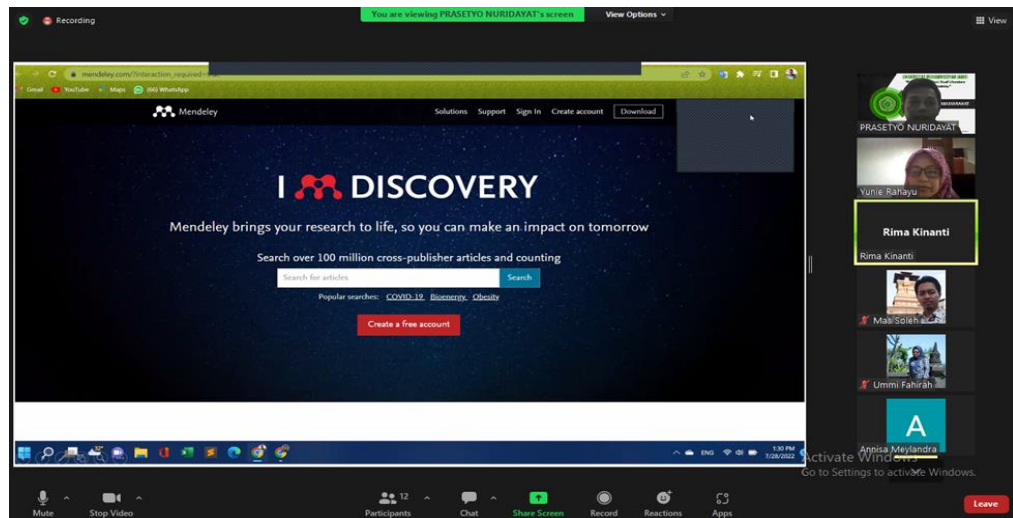 Recording
You are viewing PRASETYO NURIDAYAT's screen
View Options
View
mendeley.com/?interaction_required=
Gmail YouTube Maps (66) WhatsApp
Mendeley
Solutions Support Sign In Create account Download
I DISCOVERY
Mendeley brings your research to life, so you can make an impact on tomorrow
Search over 100 million cross-publisher articles and counting
Search for articles Search
Popular searches: COVID-19 Bioenergy Obesity
Create a free account
PRASETYO NURIDAYAT
Yunie Rahayu
Rima Kinanti
Rima Kinanti
Mas Soleh
Ummi Fahirah
A
Annisa Meylandra
ENG
1:30 PM
7/28/2022
Activate Windows
Go to Settings to activate Windows.
Mute Stop Video 12 Participants Chat Share Screen Record Reactions Apps Leave